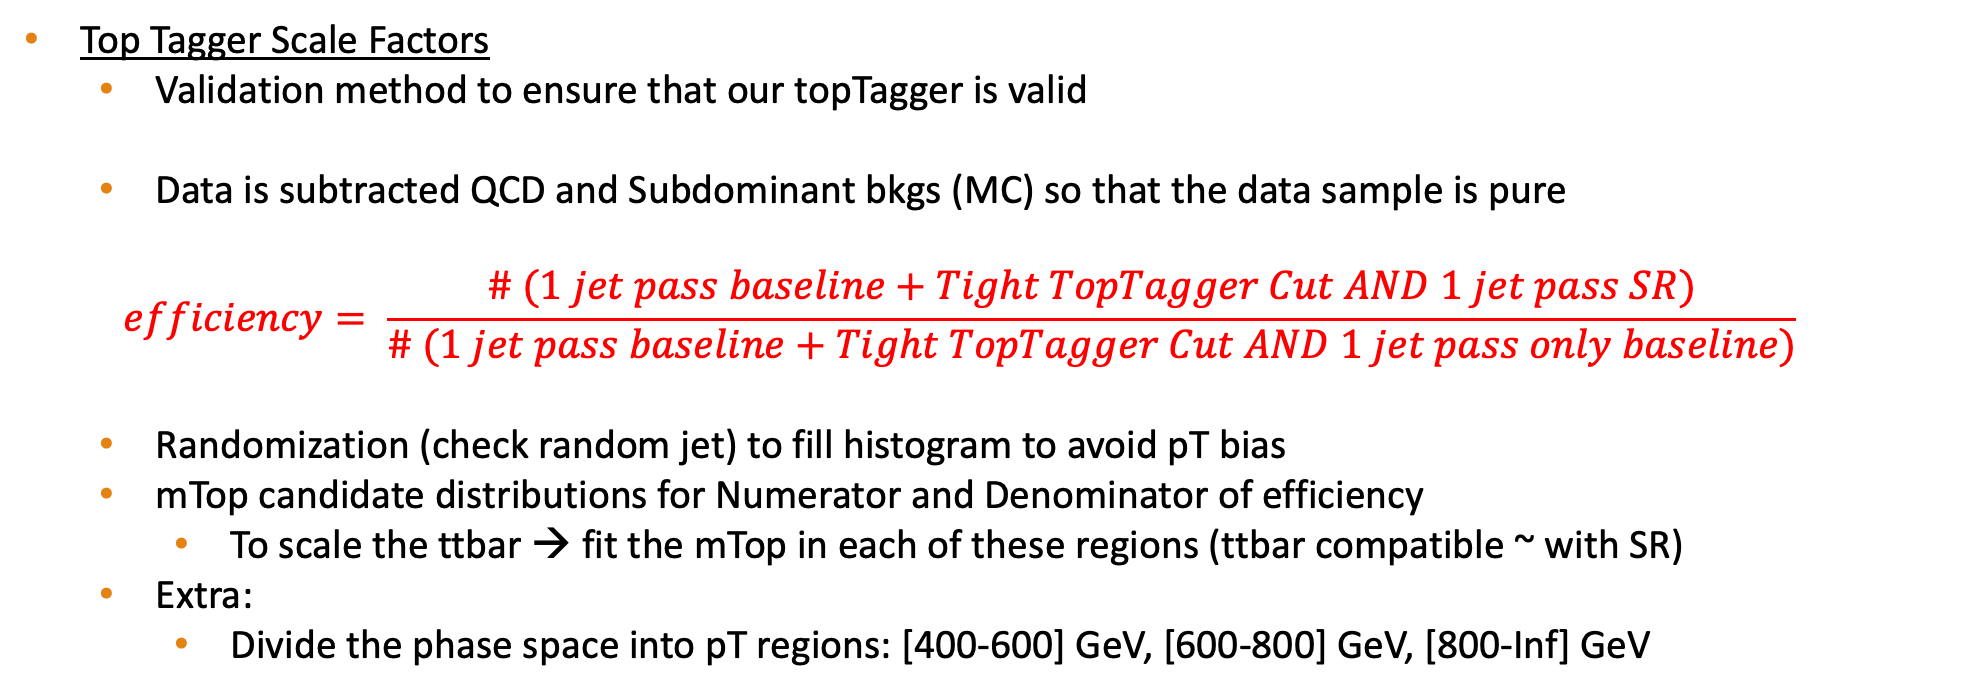 • Top Tagger Scale Factors
• Validation method to ensure that our topTagger is valid
• Data is subtracted QCD and Subdominant bkgs (MC) so that the data sample is pure
# (1 jet pass baseline + Tight TopTagger Cut AND 1 jet pass SR)
efficiency =
# (1 jet pass baseline + Tight TopTagger Cut AND 1 jet pass only baseline)
• Randomization (check random jet) to fill histogram to avoid pT bias
• mTop candidate distributions for Numerator and Denominator of efficiency
• To scale the ttbar → fit the mTop in each of these regions (ttbar compatible ~ with SR)
• Extra:
• Divide the phase space into pT regions: [400-600] GeV, [600-800] GeV, [800-Inf] GeV